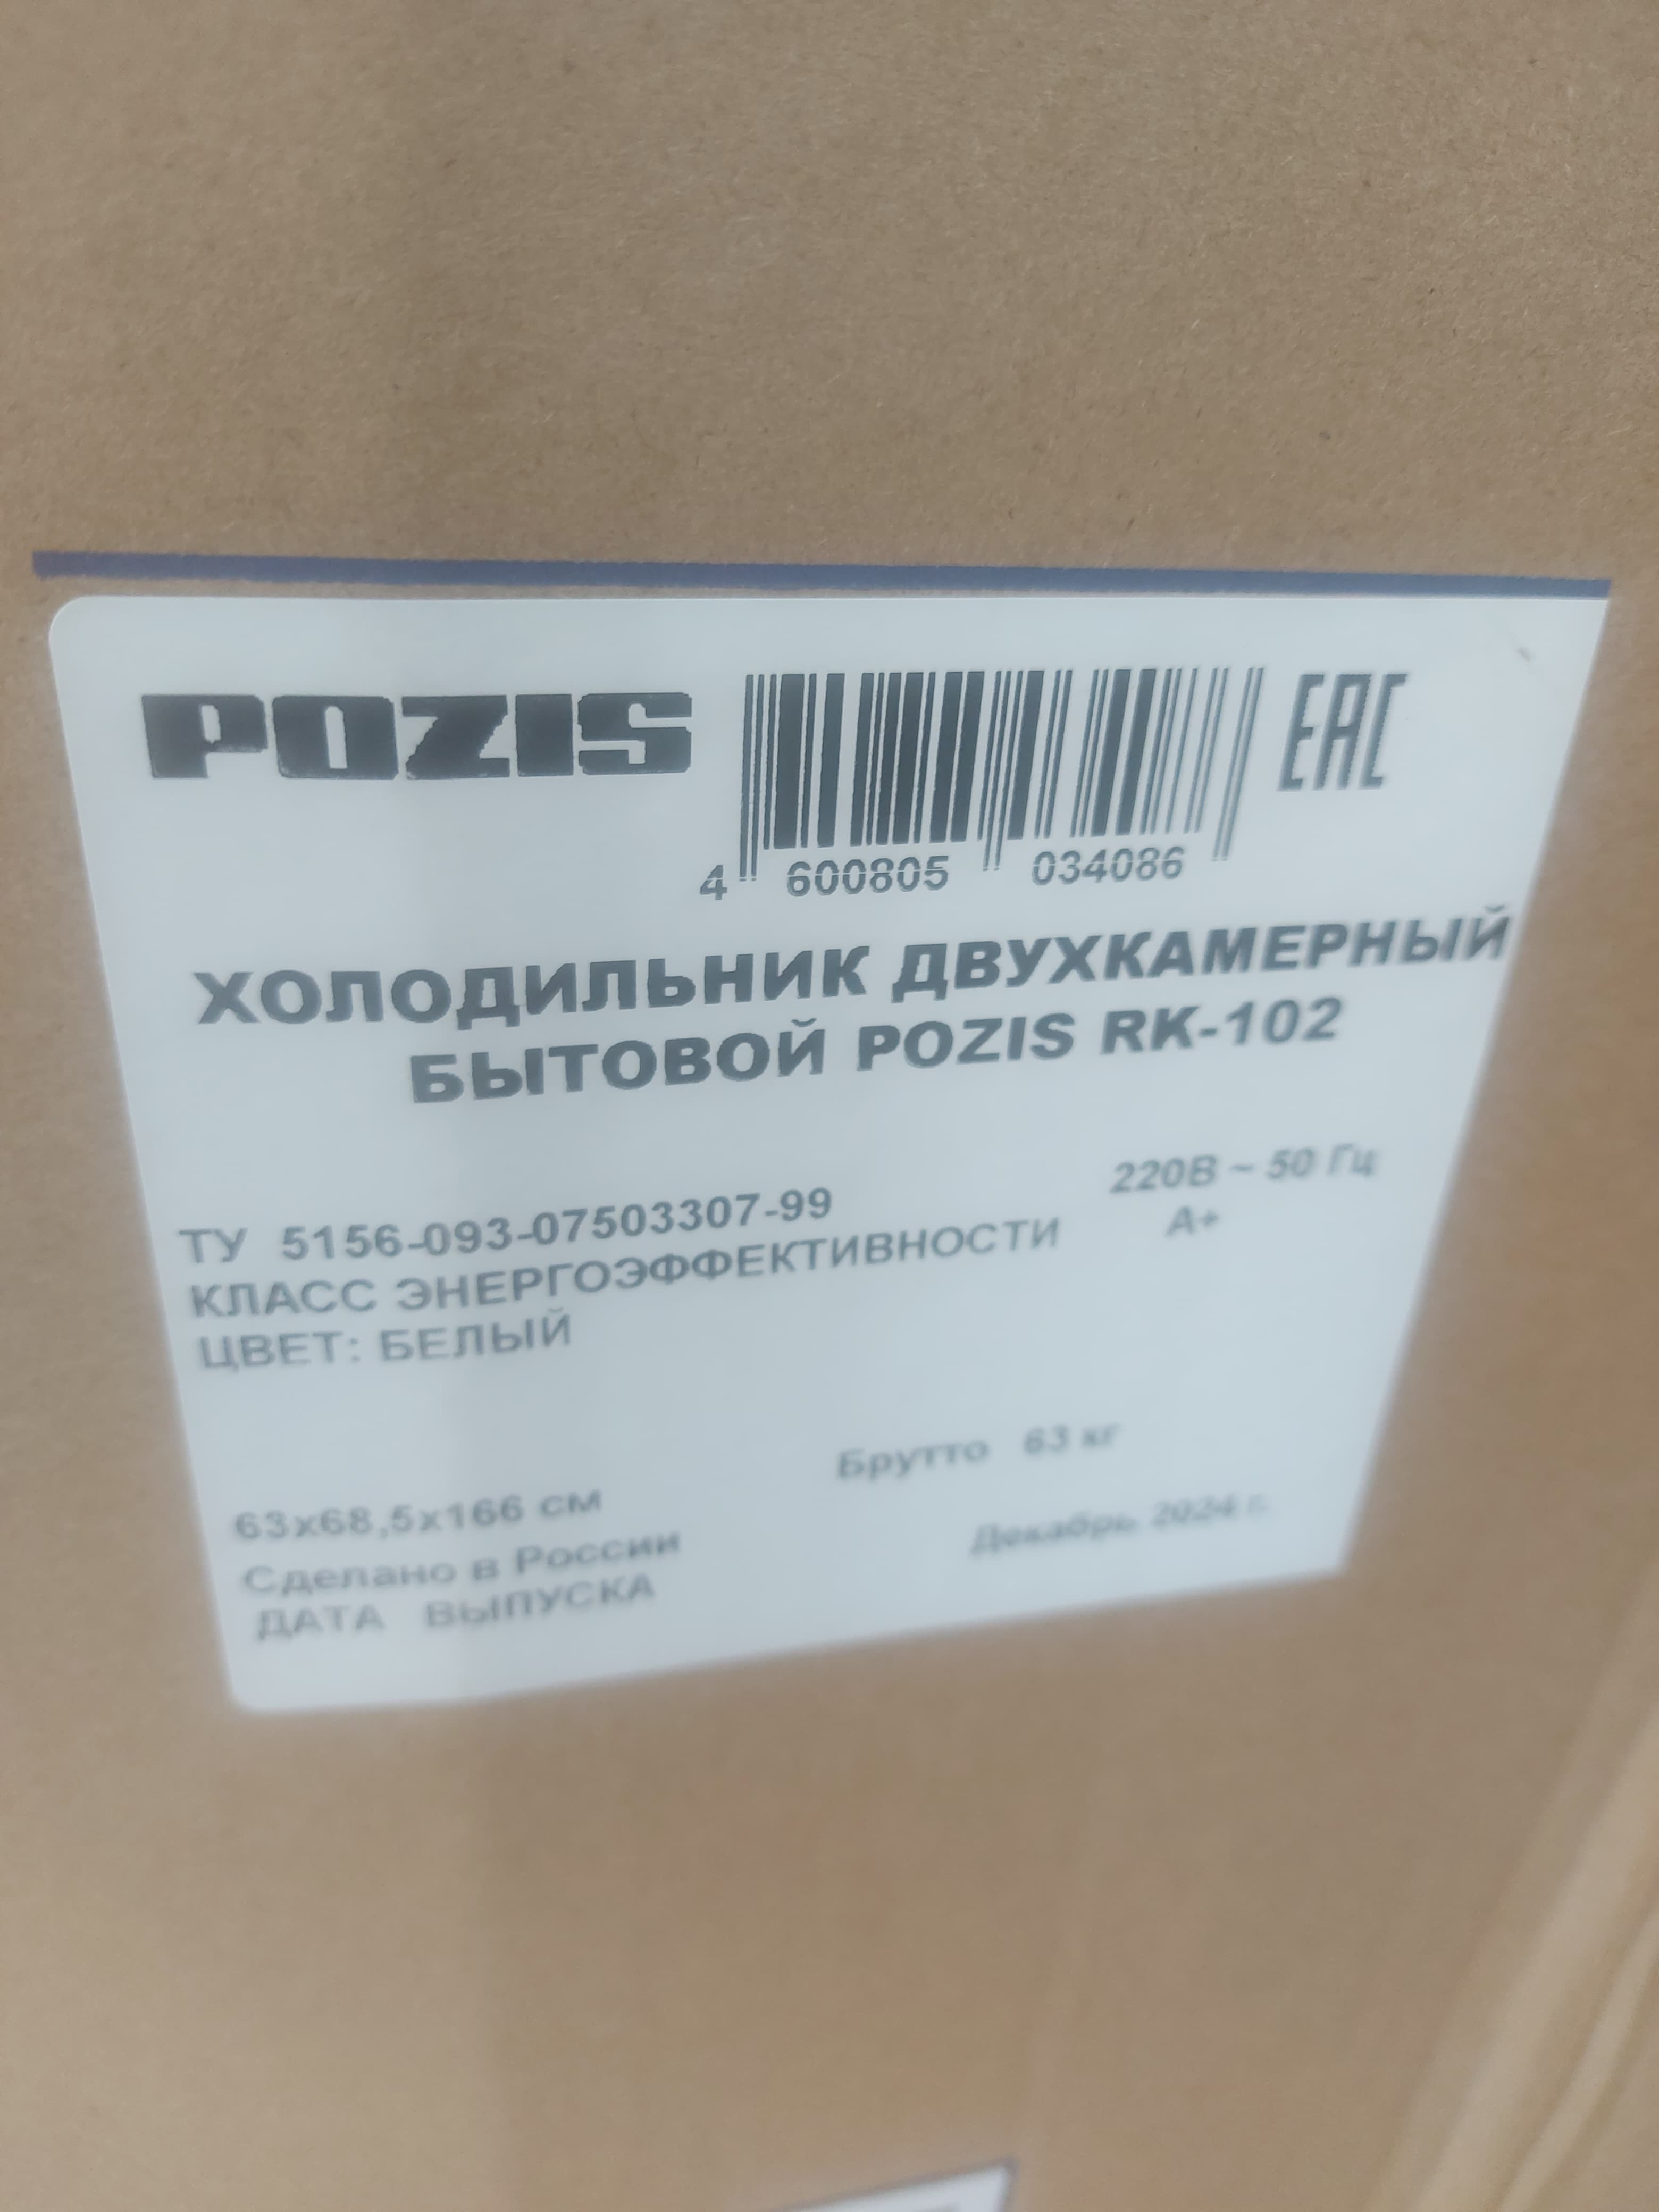 POZIS
EAC
4 600805 034086
ХОЛОДИЛЬНИК ДВУХКАМЕРНЫЙ
БЫТОВОЙ POZIS RK-102
220В ~ 50 Гц
ТУ 5156-093-07503307-99
КЛАСС ЭНЕРГОЭФФЕКТИВНОСТИ А+
ЦВЕТ: БЕЛЫЙ
Брутто 63 кг
63х68,5х166 см
Сделано в России
ДАТА ВЫПУСКА Декабрь 2024 г.